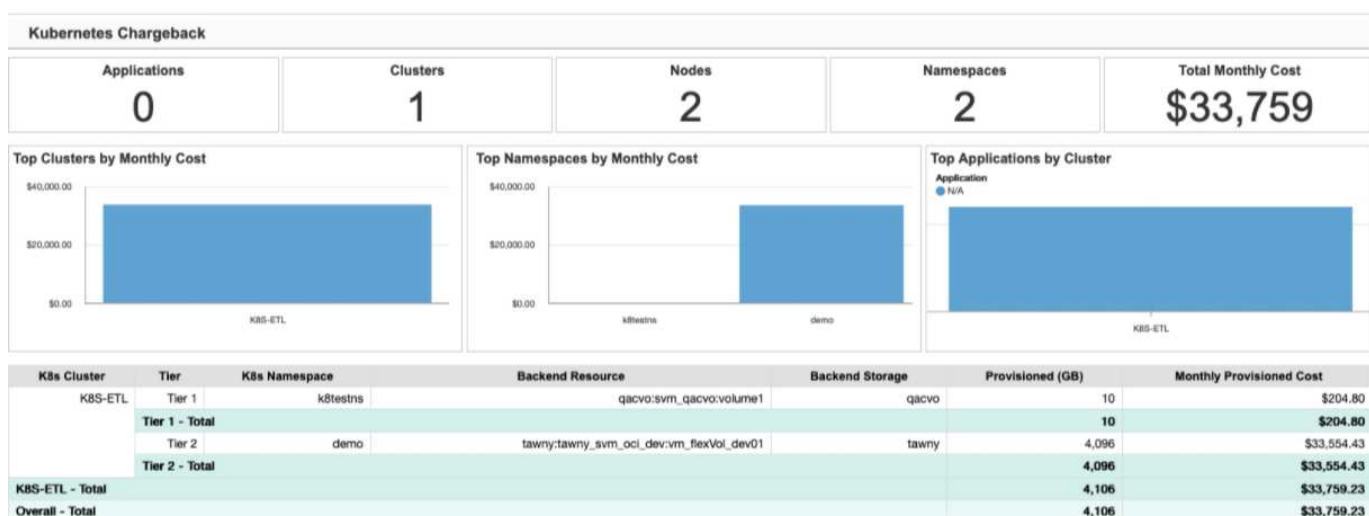 Kubernetes Chargeback
Applications Clusters Nodes Namespaces Total Monthly Cost
0 1 2 2 $33,759
Top Clusters by Monthly Cost
$40,000.00
$20,000.00
$0.00
K8S-ETL
Top Namespaces by Monthly Cost
$40,000.00
$20,000.00
$0.00
k8testns demo
Top Applications by Cluster
Application
N/A
K8S-ETL
K8s Cluster Tier K8s Namespace Backend Resource Backend Storage Provisioned (GB) Monthly Provisioned Cost
K8S-ETL Tier 1 k8testns qacvo:svm_qacvo:volume1 qacvo 10 $204.80
Tier 1 - Total 10 $204.80
Tier 2 demo tawny:tawny_svm_oci_dev:vm_flexVol_dev01 tawny 4,096 $33,554.43
Tier 2 - Total 4,096 $33,554.43
K8S-ETL - Total 4,106 $33,759.23
Overall - Total 4,106 $33,759.23